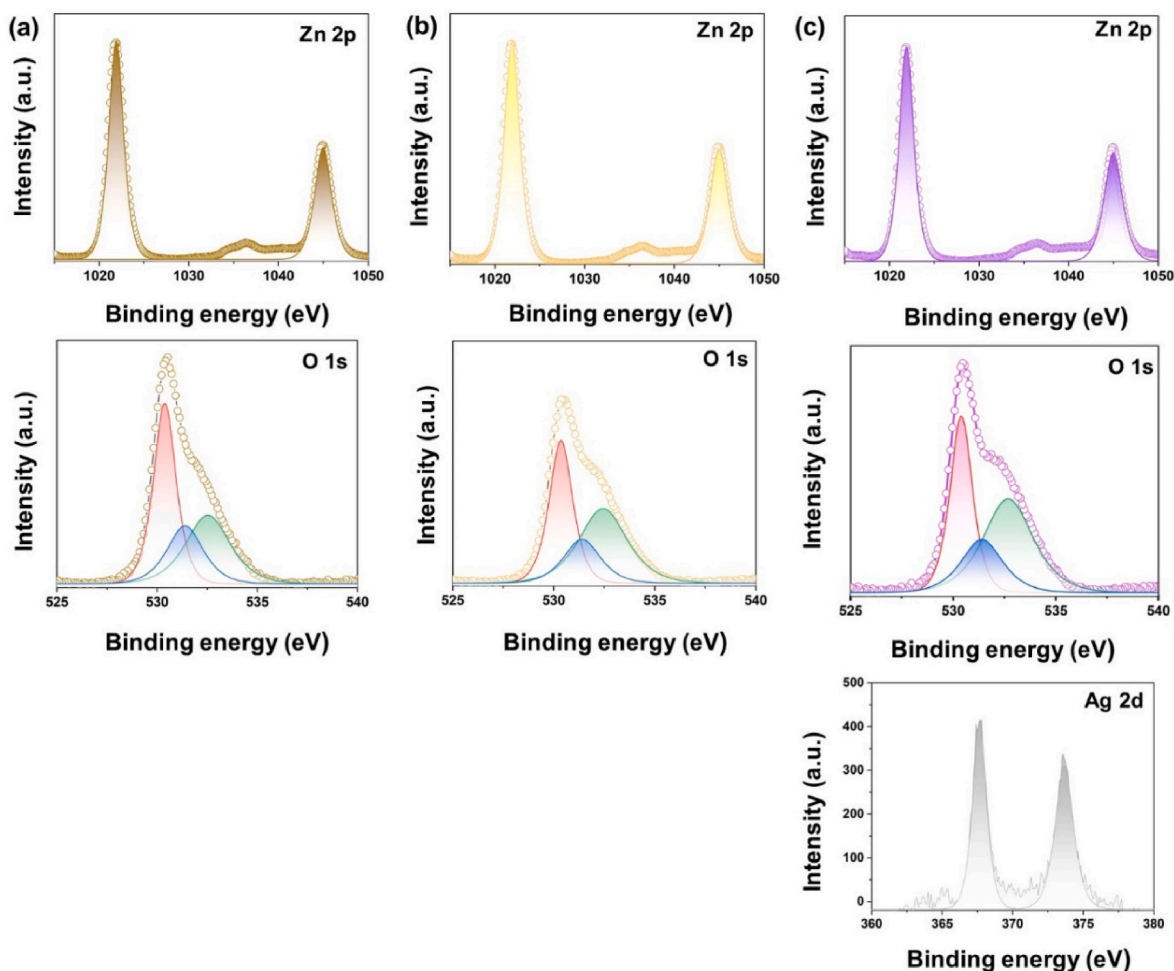 (a)
Zn 2p
Intensity (a.u.)
1020 1030 1040 1050
Binding energy (eV)
(b)
Zn 2p
Intensity (a.u.)
1020 1030 1040 1050
Binding energy (eV)
(c)
Zn 2p
Intensity (a.u.)
1020 1030 1040 1050
Binding energy (eV)
O 1s
Intensity (a.u.)
525 530 535 540
Binding energy (eV)
O 1s
Intensity (a.u.)
525 530 535 540
Binding energy (eV)
O 1s
Intensity (a.u.)
525 530 535 540
Binding energy (eV)
Ag 2d
Intensity (a.u.)
500
400
300
200
100
0
360 370 380
Binding energy (eV)